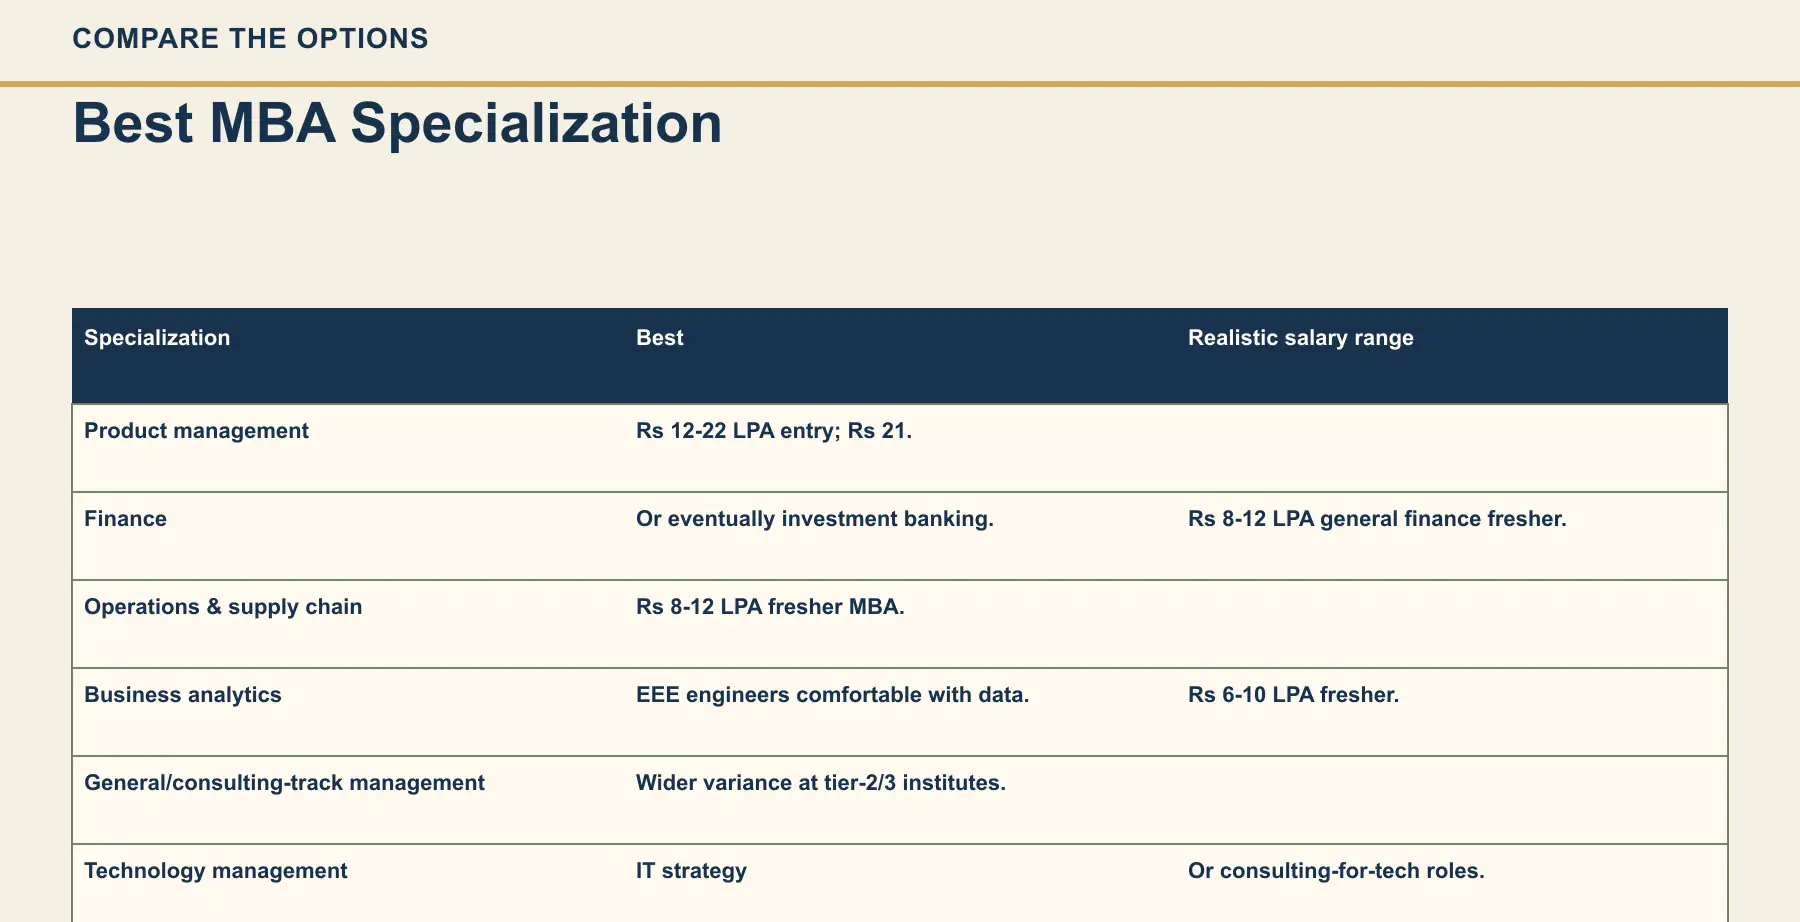 COMPARE THE OPTIONS
Best MBA Specialization
Specialization Best Realistic salary range
Product management Rs 12-22 LPA entry; Rs 21.
Finance Or eventually investment banking. Rs 8-12 LPA general finance fresher.
Operations & supply chain Rs 8-12 LPA fresher MBA.
Business analytics EEE engineers comfortable with data. Rs 6-10 LPA fresher.
General/consulting-track management Wider variance at tier-2/3 institutes.
Technology management IT strategy Or consulting-for-tech roles.